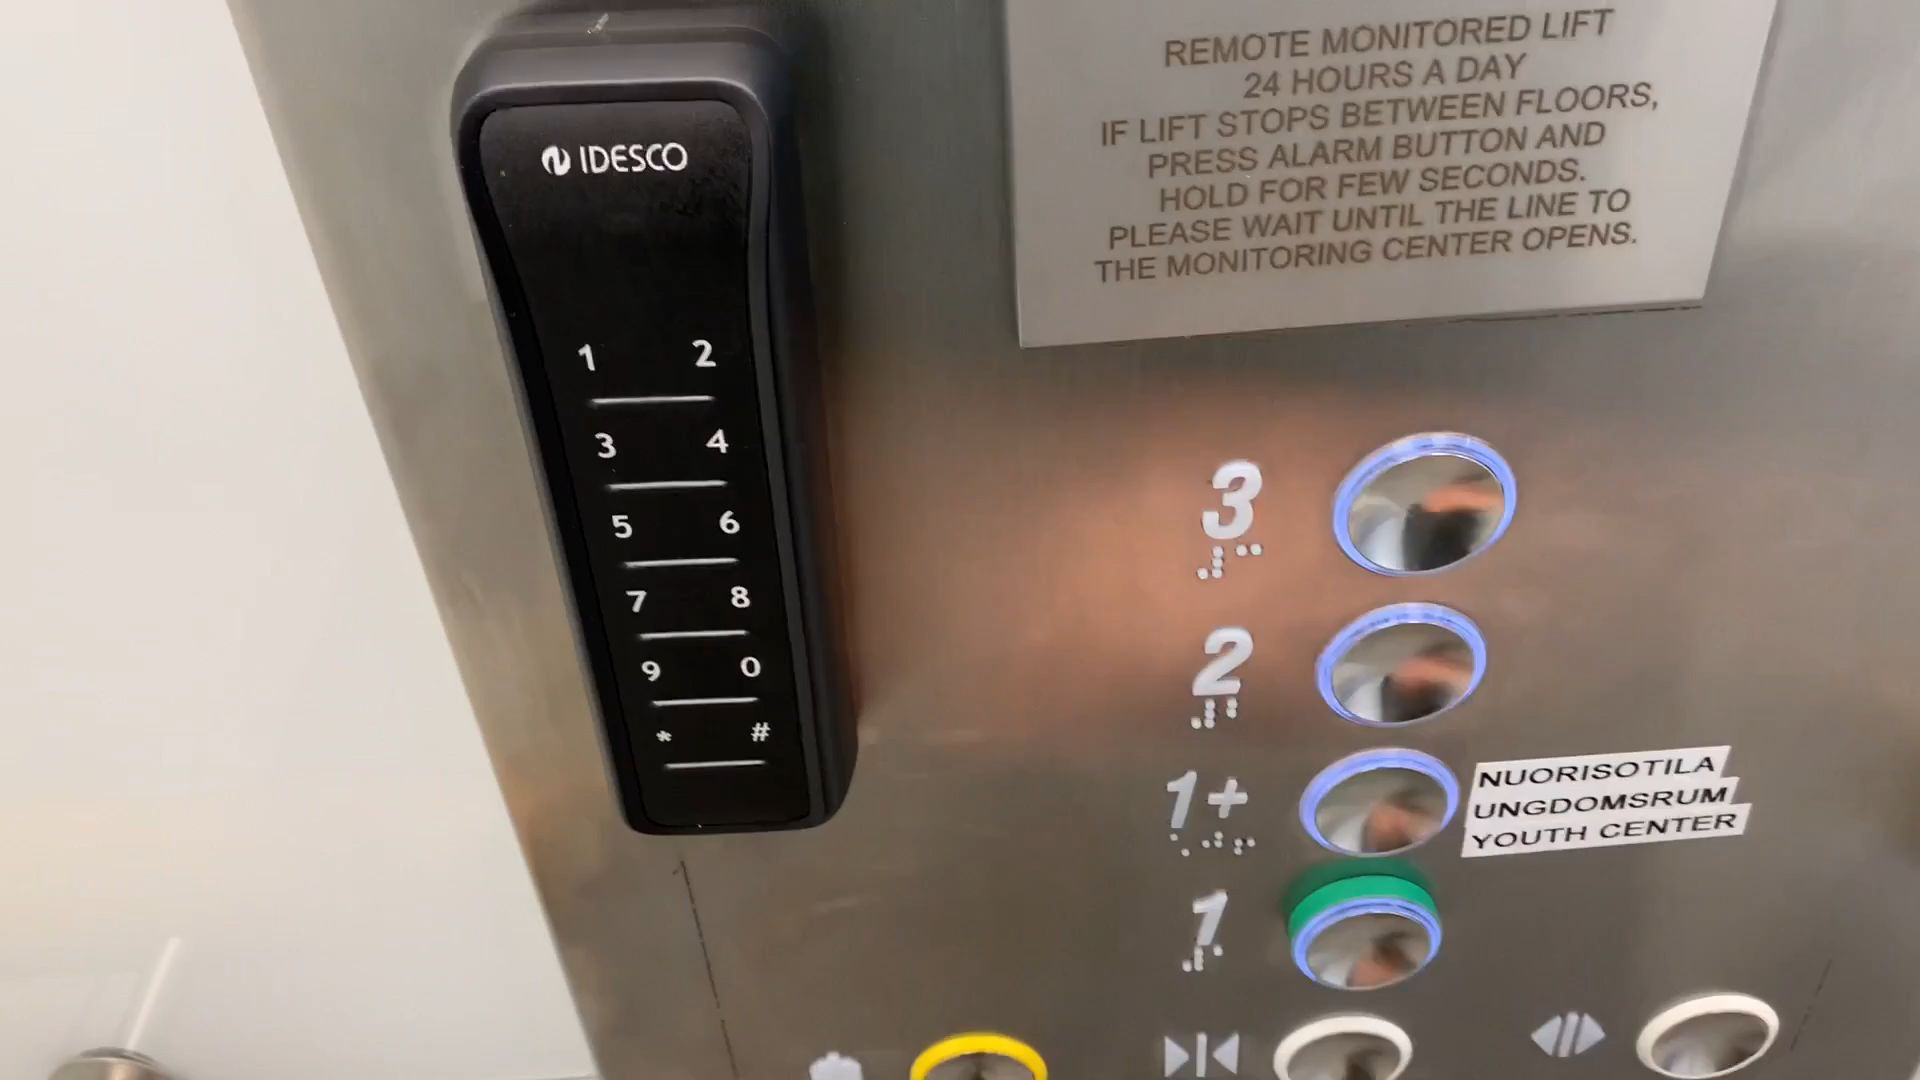 IDESCO
1 2
3 4
5 6
7 8
9 0
* #
REMOTE MONITORED LIFT
24 HOURS A DAY
IF LIFT STOPS BETWEEN FLOORS,
PRESS ALARM BUTTON AND
HOLD FOR FEW SECONDS.
PLEASE WAIT UNTIL THE LINE TO
THE MONITORING CENTER OPENS.
3
2
1+
NUORISOTILA
UNGDOMSRUM
YOUTH CENTER
1